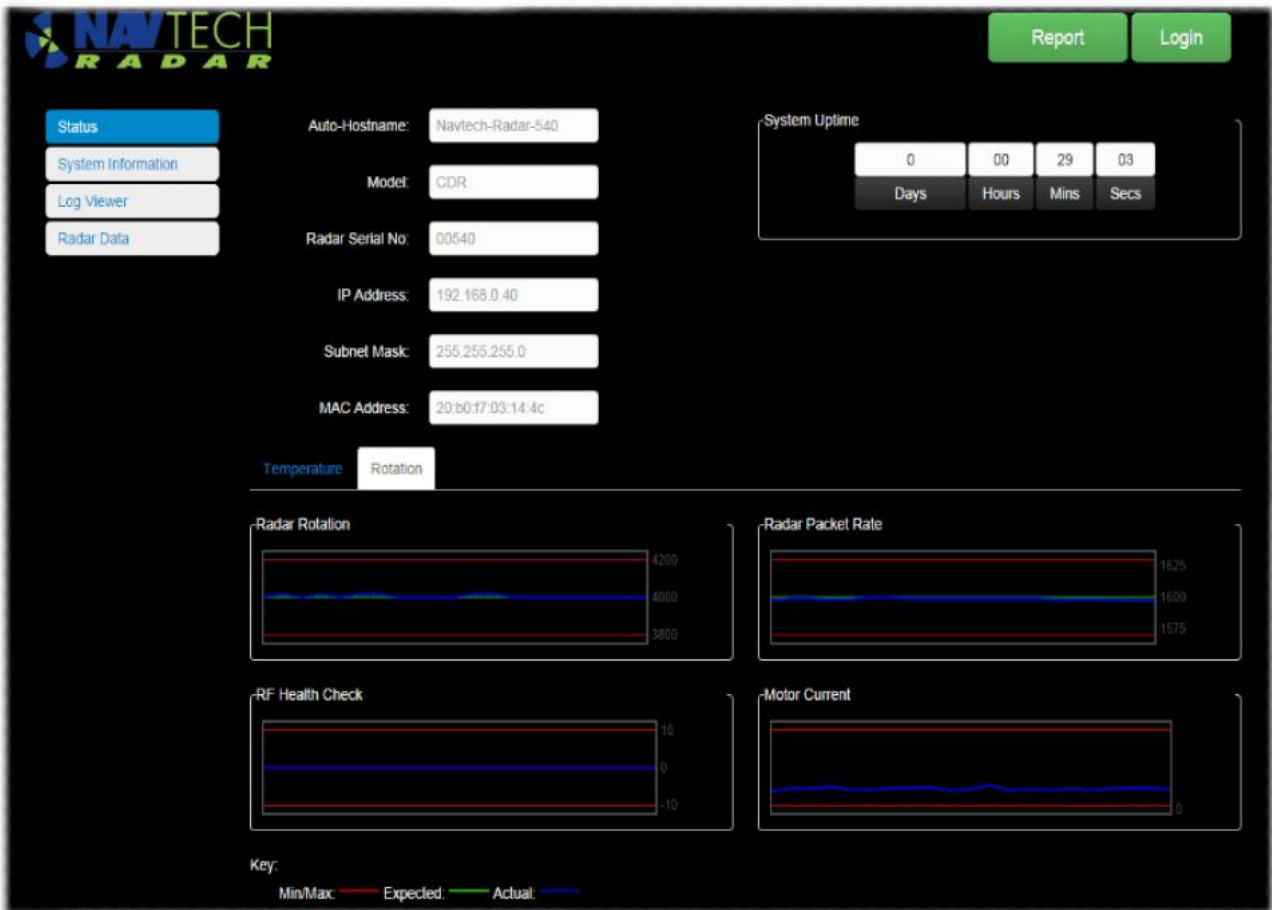 NAVTECH
RADAR
Report
Login
Status
System Information
Log Viewer
Radar Data
Auto-Hostname: Navtech-Radar-540
Model: CDR
Radar Serial No: 00540
IP Address: 192.168.0.40
Subnet Mask: 255.255.255.0
MAC Address: 20:b0:f7:03:14:4c
System Uptime
0 00 29 03
Days Hours Mins Secs
Temperature Rotation
Radar Rotation
4200
4000
3800
Radar Packet Rate
1625
1600
1575
RF Health Check
10
0
-10
Motor Current
0
Key:
Min/Max: Expected: Actual: